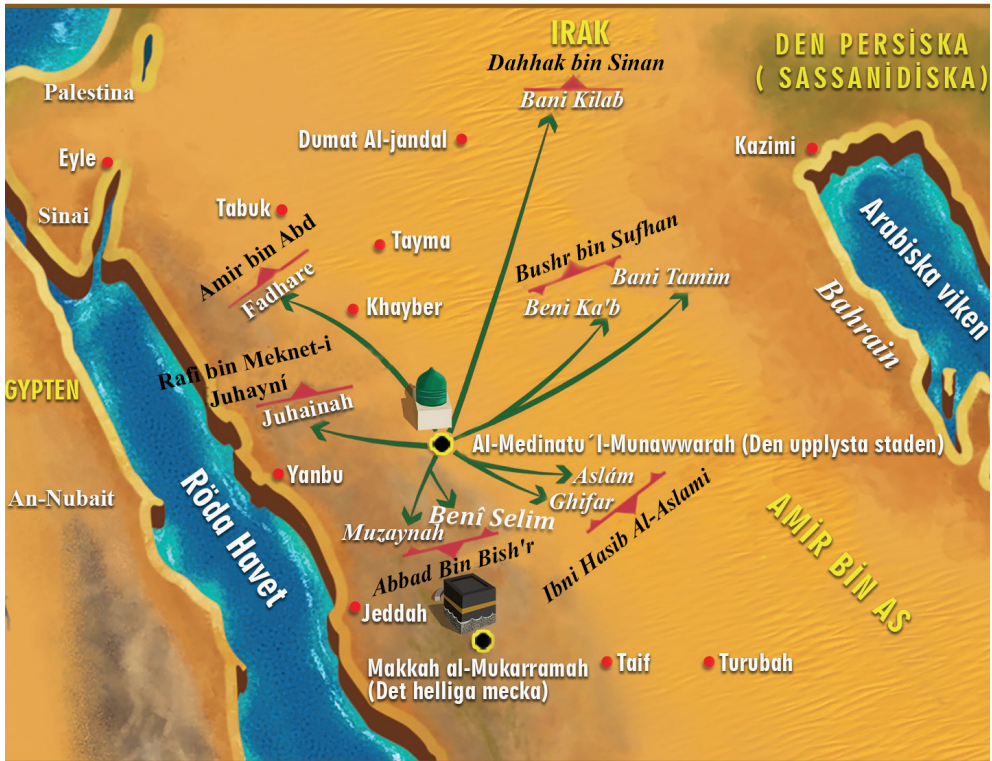 IRAK
Dahhak bin Sinan
Bani Kilab
DEN PERSISKA
( SASSANIDISKA)
Palestina
Dumat Al-jandal
Kazimi
Eyle
Sinai
Tabuk
Tayma
Amir bin Abd
Fadhare
Bushr bin Sufhan
Bani Tamim
Beni Ka'b
Khayber
Arabiska viken
Bahrain
Rafi bin Meknet-i
Juhayní
Juhainah
GYPTEN
Al-Medinatu´l-Munawwarah (Den upplysta staden)
Yanbu
Aslám
Ghifar
Ibni Hasib Al-Aslami
An-Nubait
Röda Havet
Muzaynah
Benî Selim
Abbad Bin Bish'r
AMİR BİN AS
Jeddah
Makkah al-Mukarramah
(Det helliga mecka)
Taif
Turubah